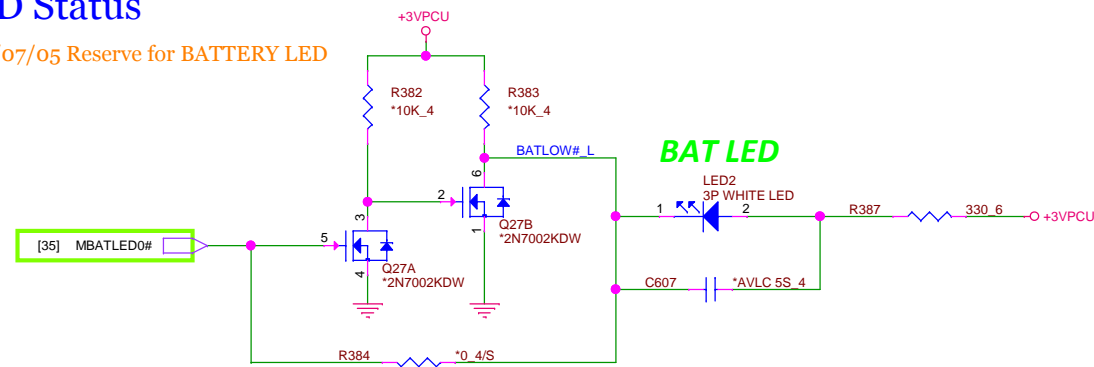 D Status
/07/05 Reserve for BATTERY LED
+3VPCU
R382
*10K_4
R383
*10K_4
BATLOW#_L
BAT LED
LED2
3P WHITE LED
1
2
R387
330_6
+3VPCU
6
2
1
Q27B
*2N7002KDW
3
5
4
Q27A
*2N7002KDW
[35] MBATLED0#
C607
*AVLC 5S_4
R384
*0_4/S